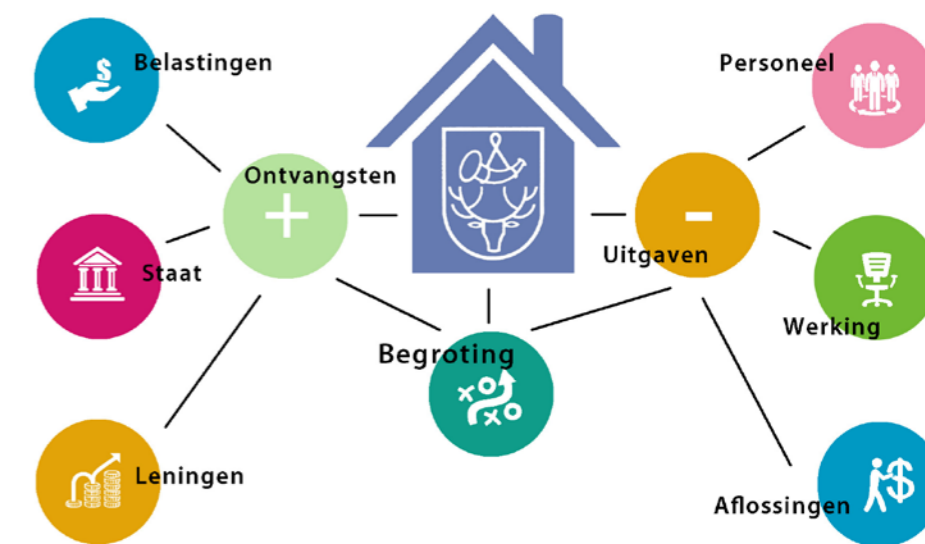 Belastingen
Personeel
Ontvangsten
+
-
Uitgaven
Staat
Werking
Begroting
Leningen
Aflossingen